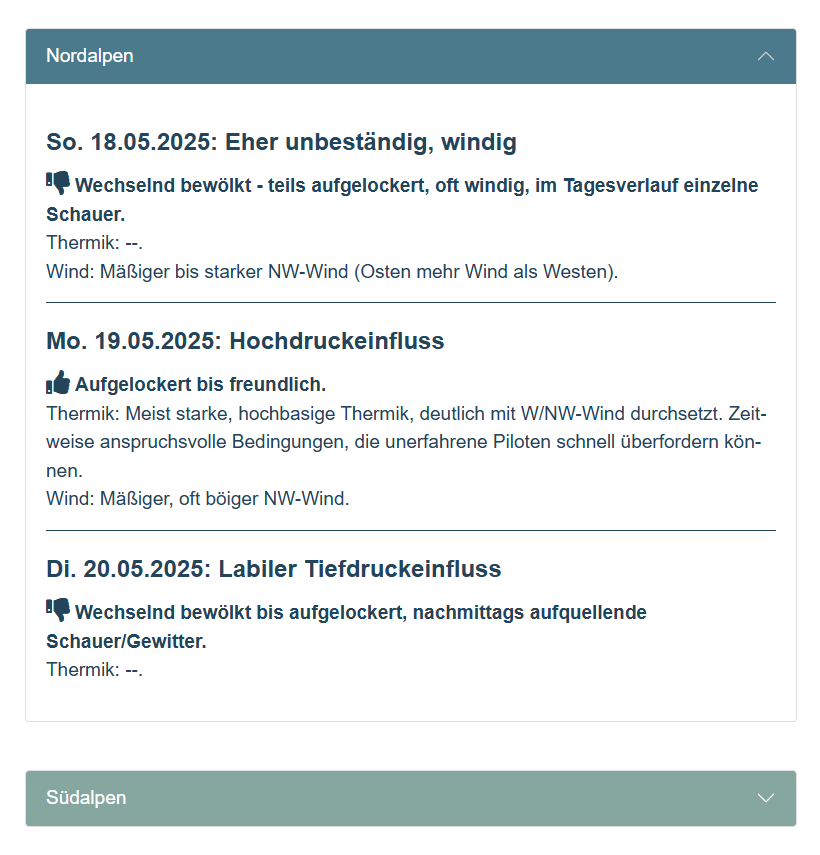 Nordalpen
So. 18.05.2025: Eher unbeständig, windig
Wechselnd bewölkt - teils aufgelockert, oft windig, im Tagesverlauf einzelne
Schauer.
Thermik: --.
Wind: Mäßiger bis starker NW-Wind (Osten mehr Wind als Westen).
Mo. 19.05.2025: Hochdruckeinfluss
Aufgelockert bis freundlich.
Thermik: Meist starke, hochbasige Thermik, deutlich mit W/NW-Wind durchsetzt. Zeit-
weise anspruchsvolle Bedingungen, die unerfahrene Piloten schnell überfordern kön-
nen.
Wind: Mäßiger, oft böiger NW-Wind.
Di. 20.05.2025: Labiler Tiefdruckeinfluss
Wechselnd bewölkt bis aufgelockert, nachmittags aufquellende
Schauer/Gewitter.
Thermik: --.
Südalpen